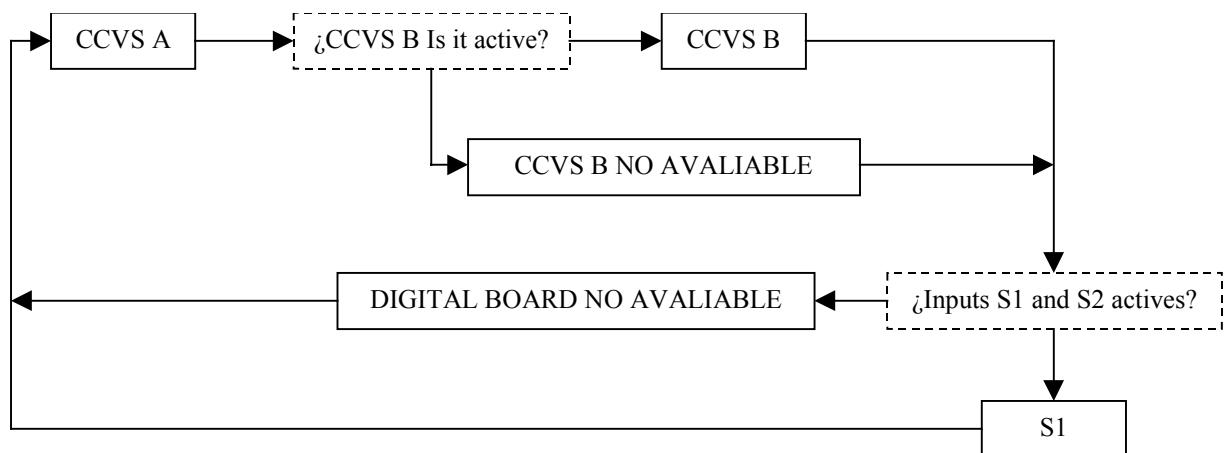 CCVS A
¿CCVS B Is it active?
CCVS B
CCVS B NO AVALIABLE
DIGITAL BOARD NO AVALIABLE
¿Inputs S1 and S2 actives?
S1